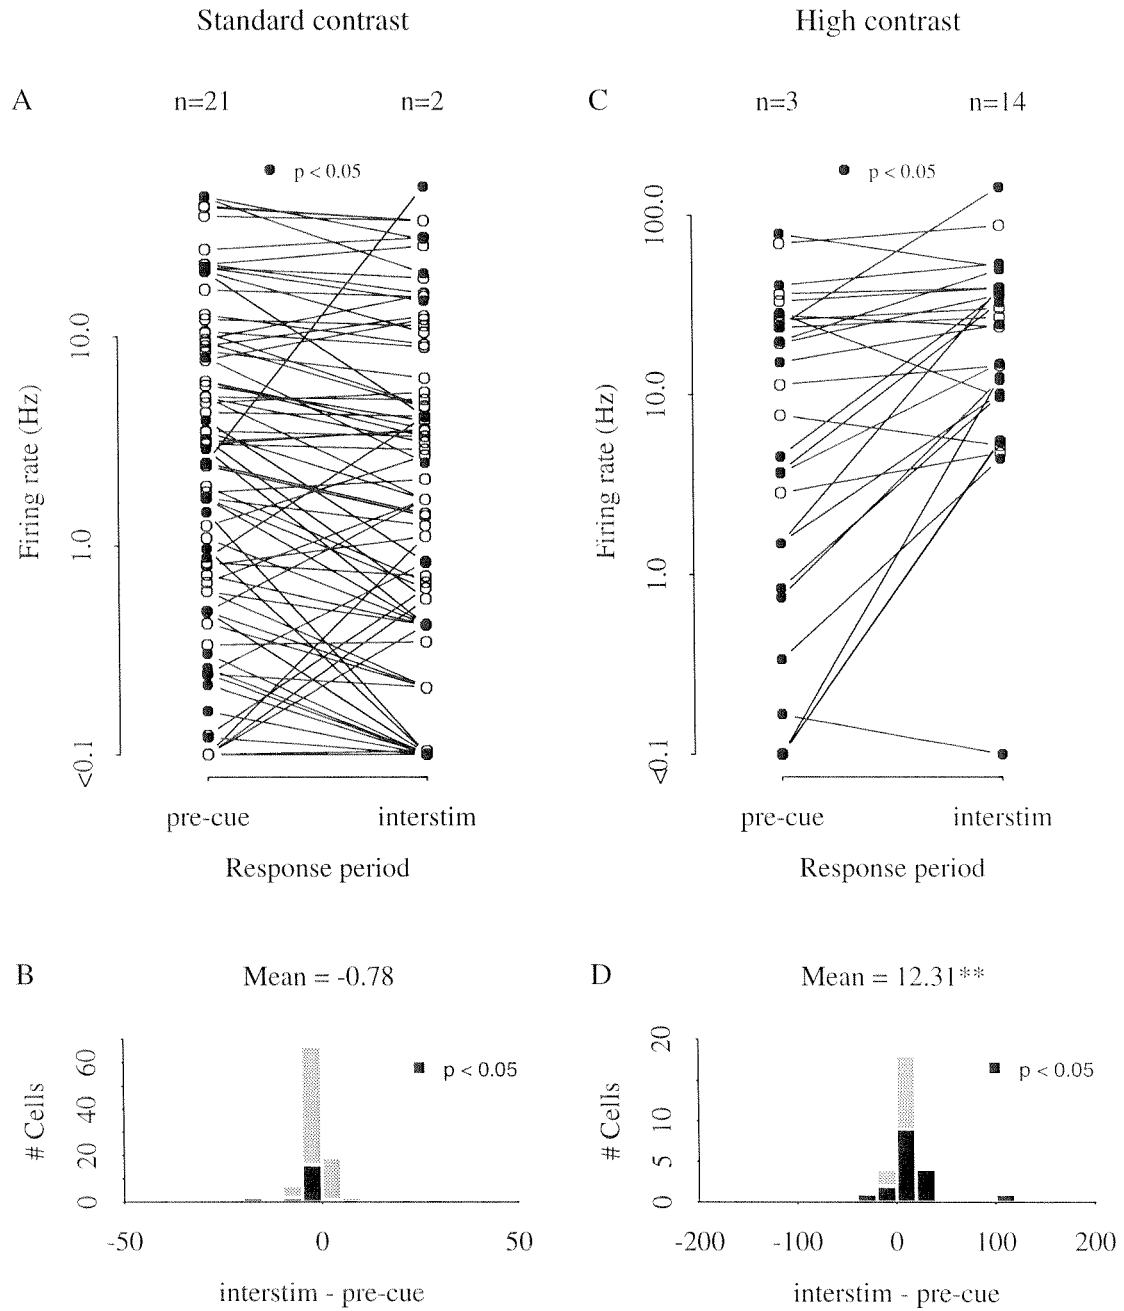 Standard contrast
High contrast
A
n=21
n=2
C
n=3
n=14
p < 0.05
p < 0.05
Firing rate (Hz)
10.0
1.0
<0.1
Firing rate (Hz)
100.0
10.0
1.0
<0.1
pre-cue
interstim
pre-cue
interstim
Response period
Response period
B
Mean = -0.78
D
Mean = 12.31**
# Cells
60
40
20
0
p < 0.05
# Cells
20
10
5
0
p < 0.05
-50
0
50
-200
-100
0
100
200
interstim - pre-cue
interstim - pre-cue